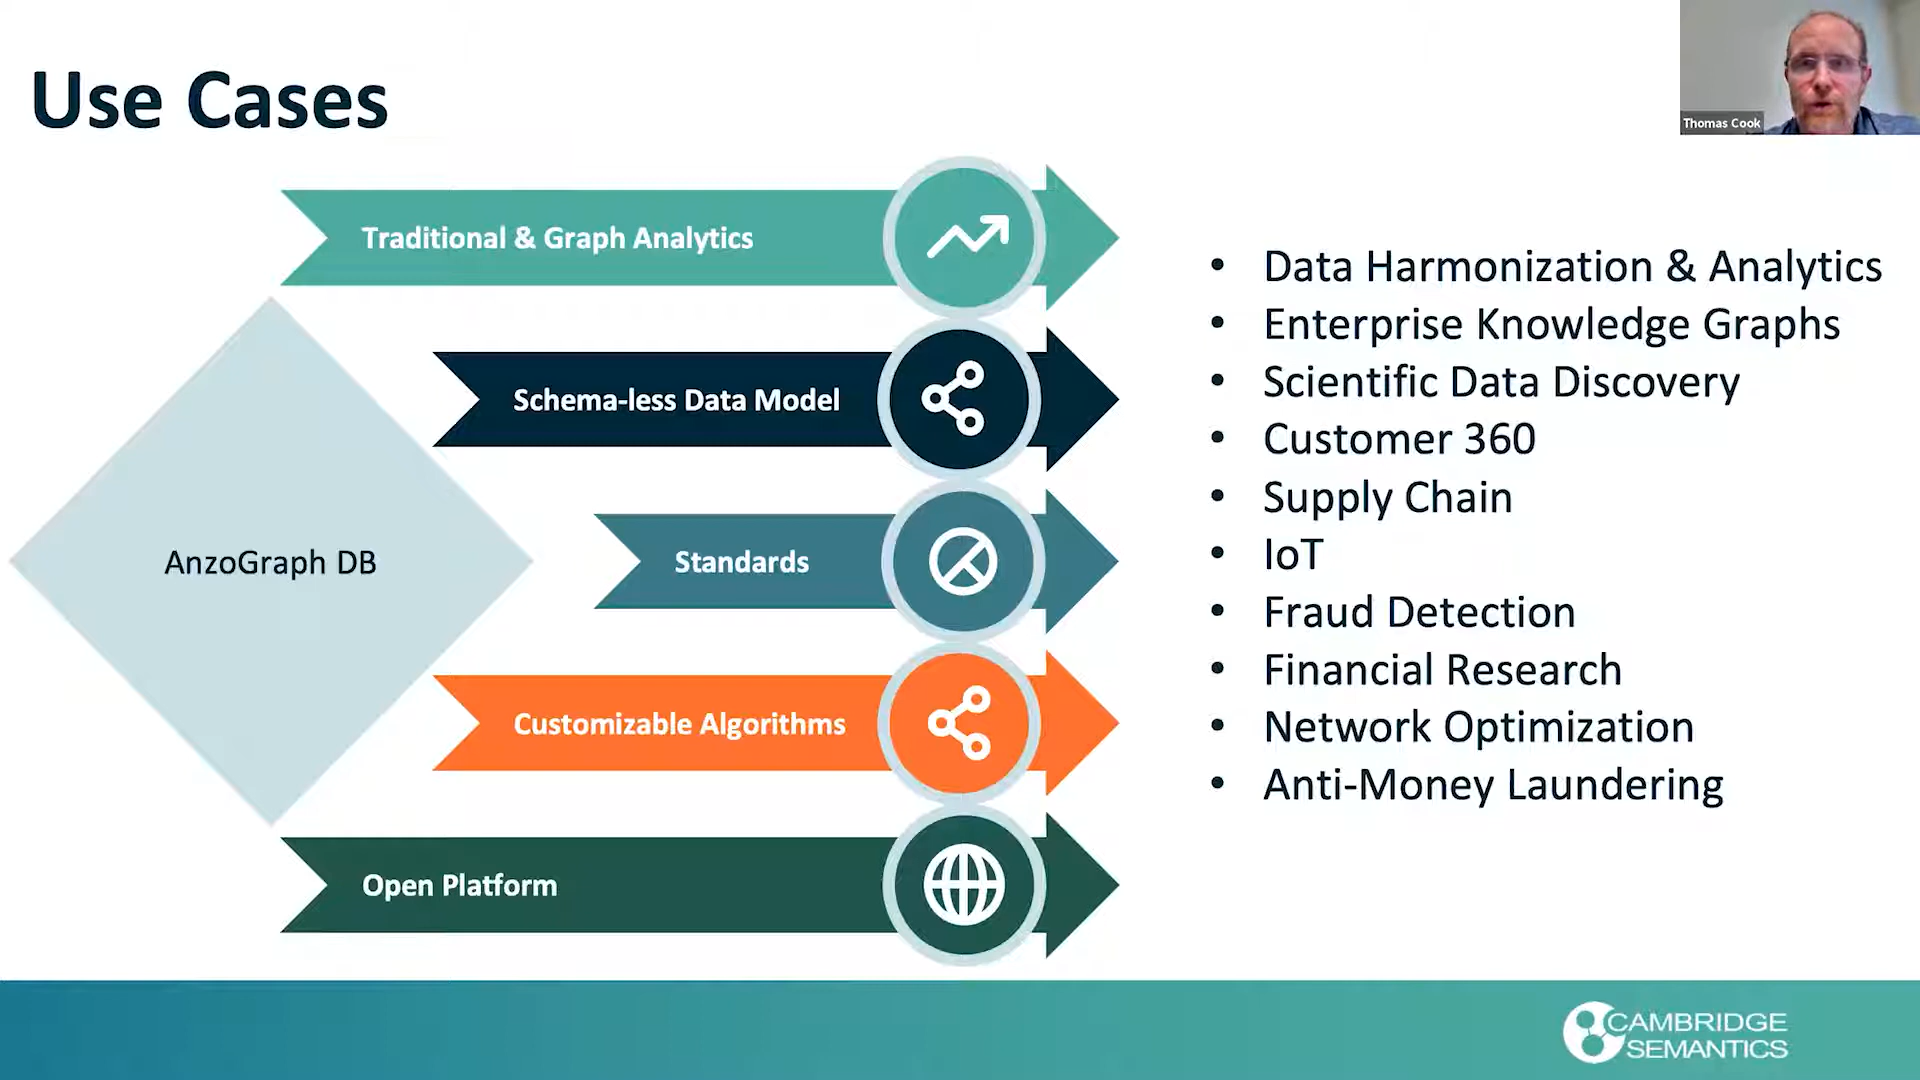 Use Cases
Thomas Cook
Traditional & Graph Analytics
Schema-less Data Model
AnzoGraph DB
Standards
Customizable Algorithms
Open Platform
• Data Harmonization & Analytics
• Enterprise Knowledge Graphs
• Scientific Data Discovery
• Customer 360
• Supply Chain
• IoT
• Fraud Detection
• Financial Research
• Network Optimization
• Anti-Money Laundering
CAMBRIDGE
SEMANTICS